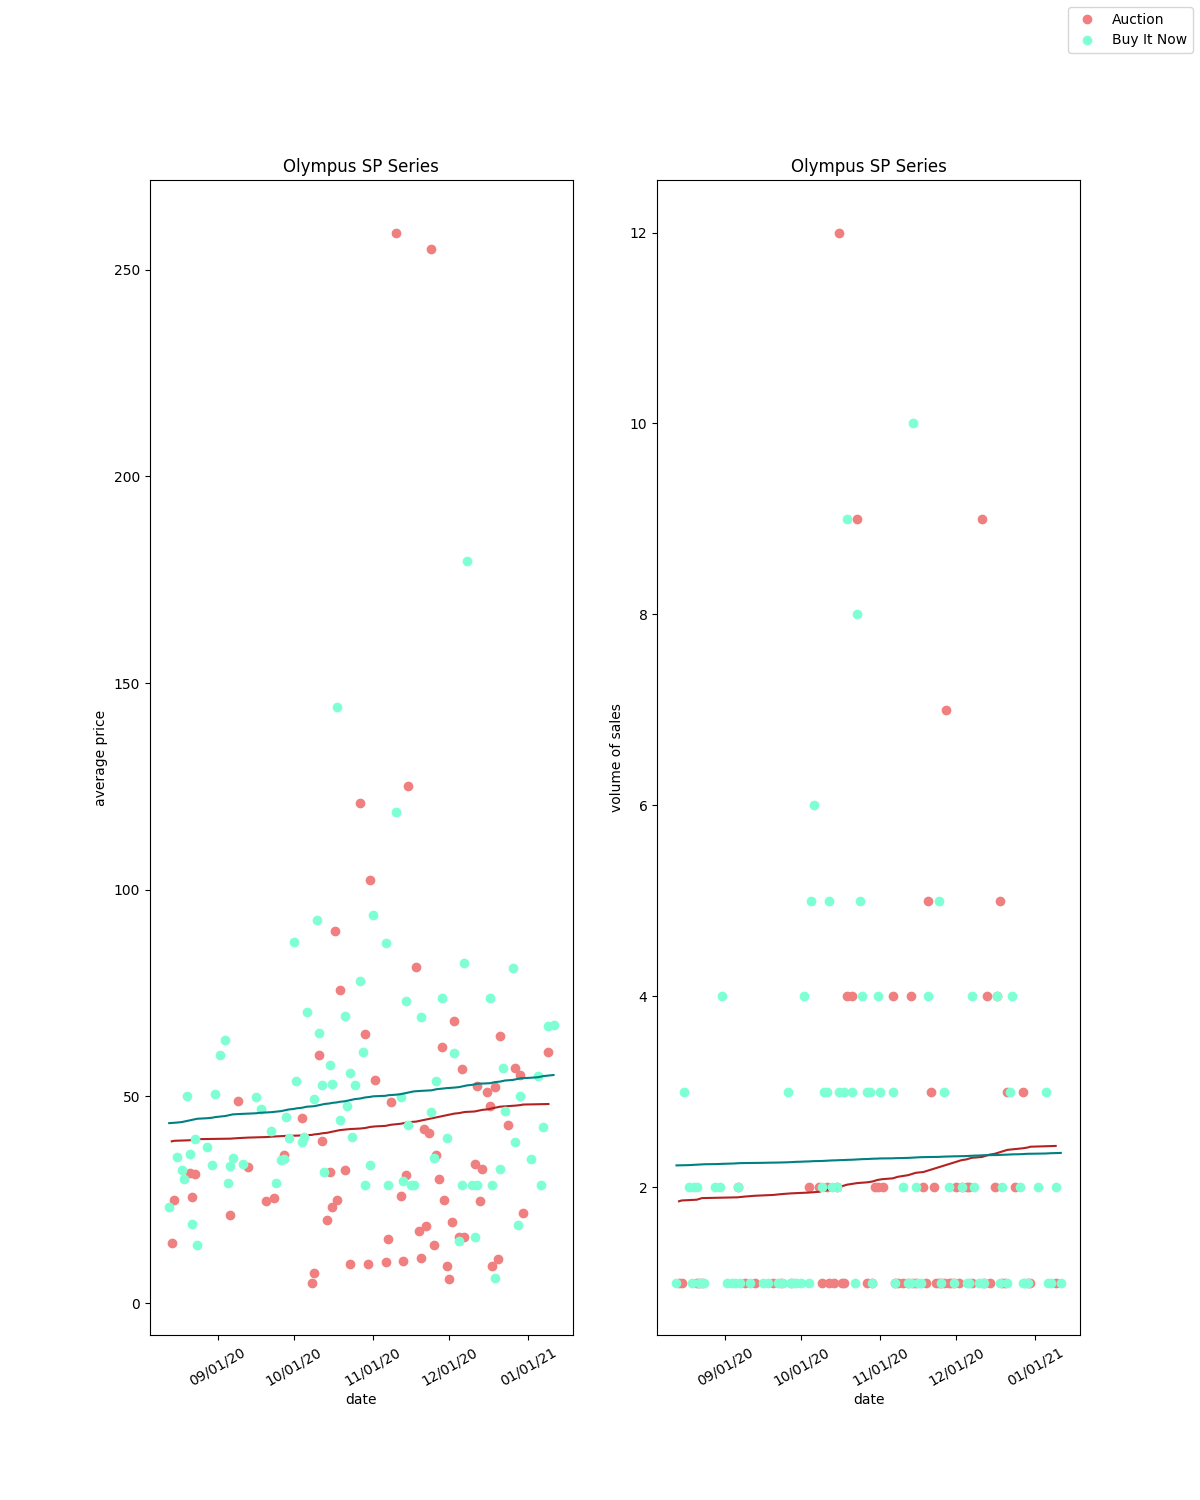 Auction
Buy It Now
Olympus SP Series
average price
250
200
150
100
50
0
09/01/20
10/01/20
11/01/20
12/01/20
01/01/21
date
Olympus SP Series
volume of sales
12
10
8
6
4
2
09/01/20
10/01/20
11/01/20
12/01/20
01/01/21
date